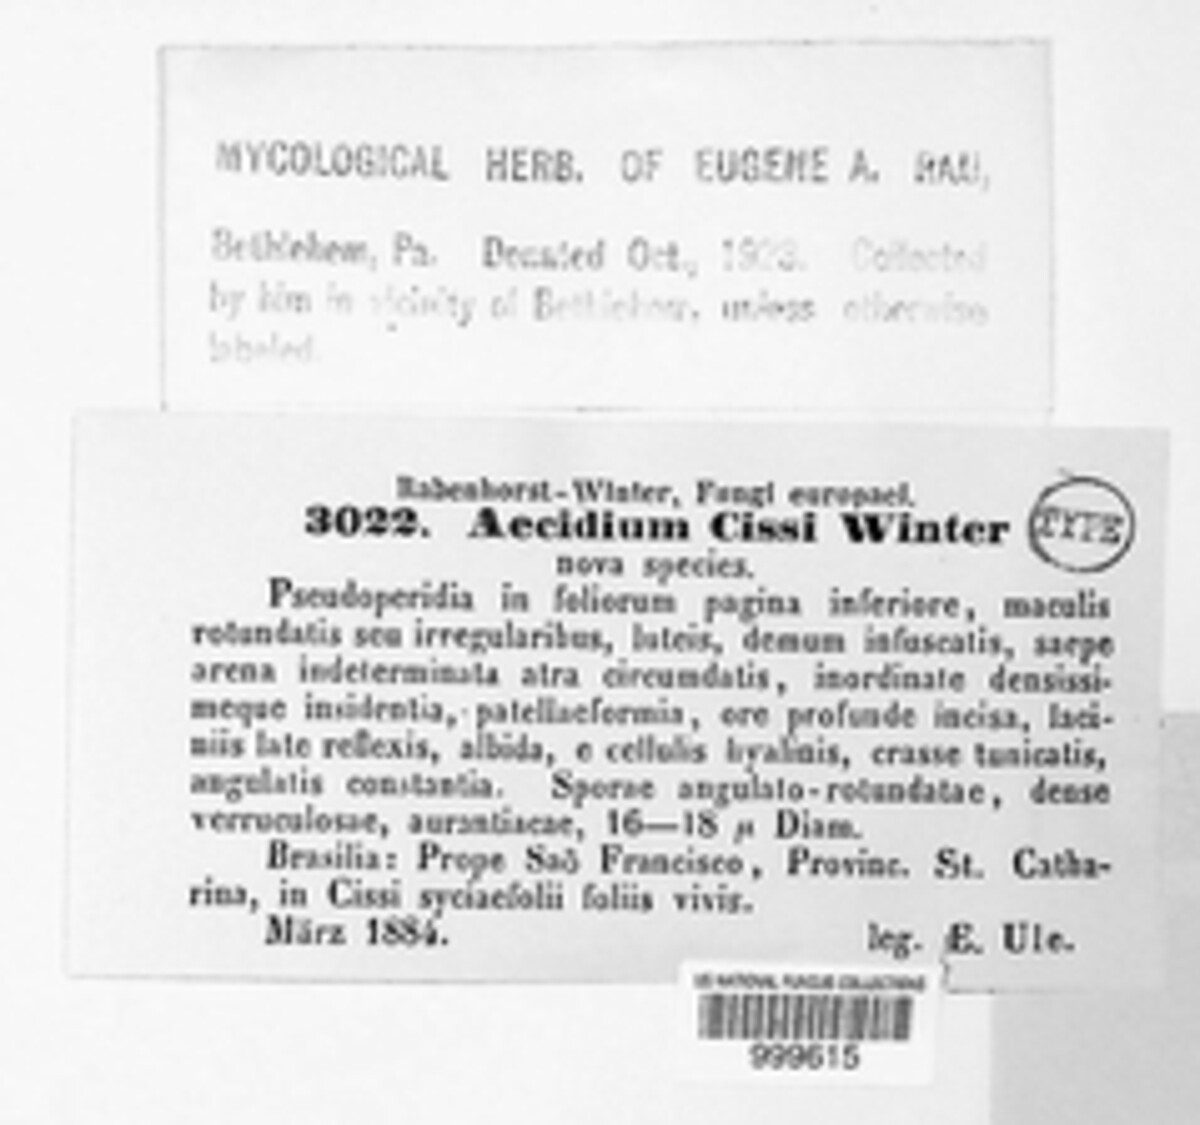 MYCOLOGICAL HERB. OF EUGENE A. RAU,
Bethlehem, Pa. Donated Oct., 1923. Collected
by him in vicinity of Bethlehem, unless otherwise
labeled.
Rabenhorst-Winter, Fungi europaei.
3022. Aecidium Cissi Winter
TYPE
nova species.
Pseudoperidia in foliorum pagina inferiore, maculis
rotundatis seu irregularibus, luteis, demum infuscatis, saepe
arena indeterminata atra circumdatis, inordinate densissi-
meque insidentia, patellaeformia, ore profunde incisa, laci-
niis late reflexis, albida, e cellulis hyalinis, crasse tunicatis,
angulatis constantia. Sporae angulato-rotundatae, dense
verruculosae, aurantiacae, 16—18 µ Diam.
Brasilia: Prope Saõ Francisco, Provinc. St. Catha-
rina, in Cissi syciaefolii foliis vivis.
März 1884. leg. Æ. Ule.
US NATIONAL FUNGUS COLLECTIONS
999615